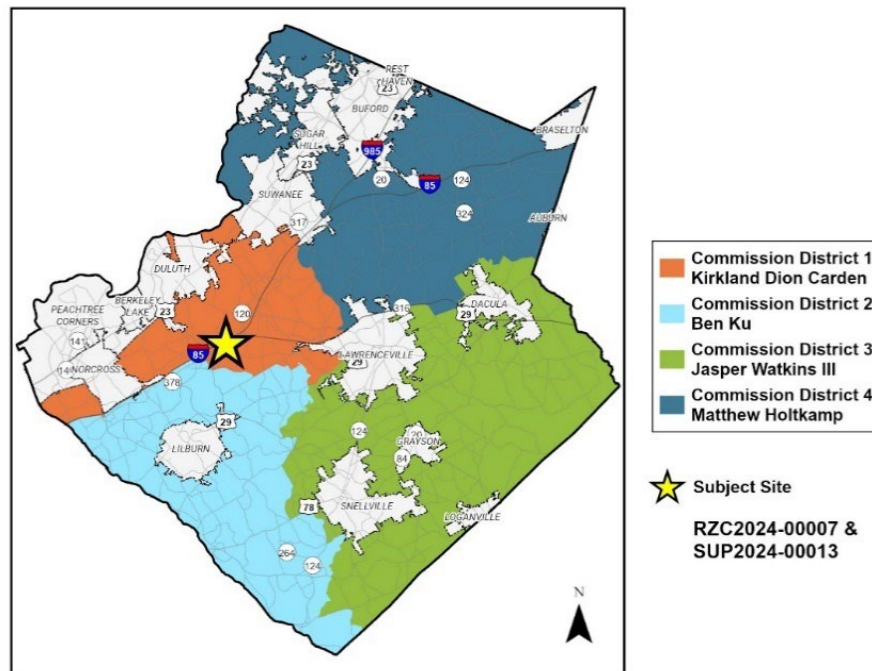 REST
HAVEN
23
BUFORD
SUGAR
HILL
23
985
BRASELTON
20
85
124
SUWANEE
324
317
AUBURN
DULUTH
PEACHTREE
CORNERS
BERKELEY
LAKE
23
120
316
DACULA
29
141
85
LAWRENCEVILLE
29
14
NORCROSS
378
29
LILBURN
124
20
GRAYSON
84
78
SNELLVILLE
LOGANVILLE
264
124
N
Commission District 1
Kirkland Dion Carden
Commission District 2
Ben Ku
Commission District 3
Jasper Watkins III
Commission District 4
Matthew Holtkamp
Subject Site
RZC2024-00007 &
SUP2024-00013